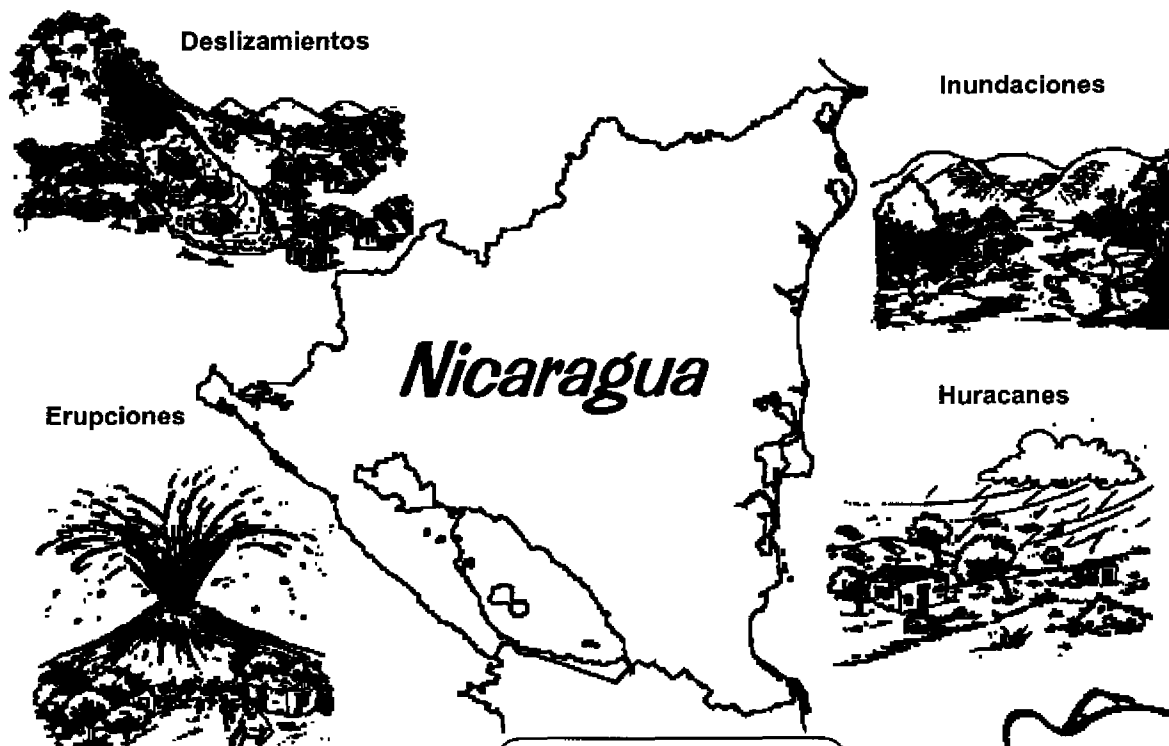 Deslizamientos
Inundaciones
Nicaragua
Erupciones
Huracanes